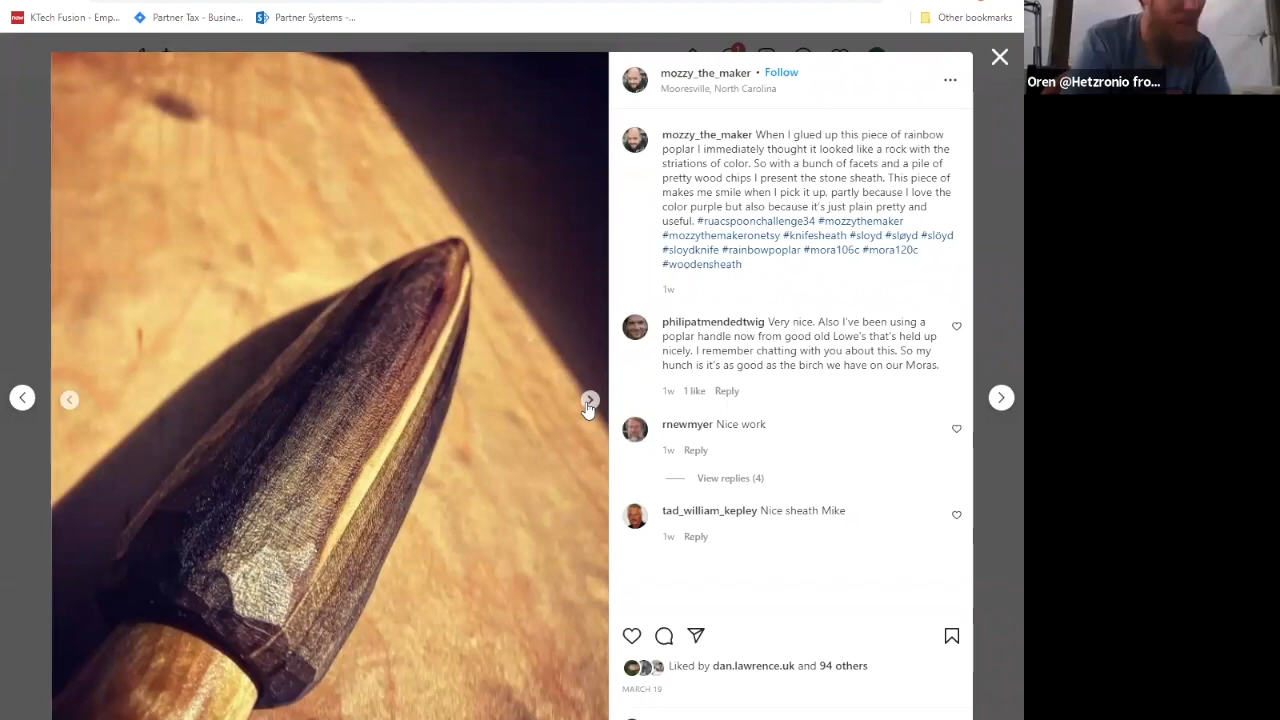 KTech Fusion - Emp...
Partner Tax - Busine...
Partner Systems -...
Other bookmarks
Oren @Hetzronio fro...
mozzy_the_maker • Follow
Mooresville, North Carolina
mozzy_the_maker When I glued up this piece of rainbow
poplar I immediately thought it looked like a rock with the
striations of color. So with a bunch of facets and a pile of
pretty wood chips I present the stone sheath. This piece of
makes me smile when I pick it up, partly because I love the
color purple but also because it's just plain pretty and
useful. #ruacspoonchallenge34 #mozzythemaker
#mozzythemakeronetsy #knifesheath #sloyd #sløyd #slöyd
#sloydknife #rainbowpoplar #mora106c #mora120c
#woodensheath
1w
philipatmendedtwig Very nice. Also I've been using a
poplar handle now from good old Lowe's that's held up
nicely. I remember chatting with you about this. So my
hunch is it's as good as the birch we have on our Moras.
1w 1 like Reply
rnewmyer Nice work
1w Reply
View replies (4)
tad_william_kepley Nice sheath Mike
1w Reply
Liked by dan.lawrence.uk and 94 others
MARCH 19